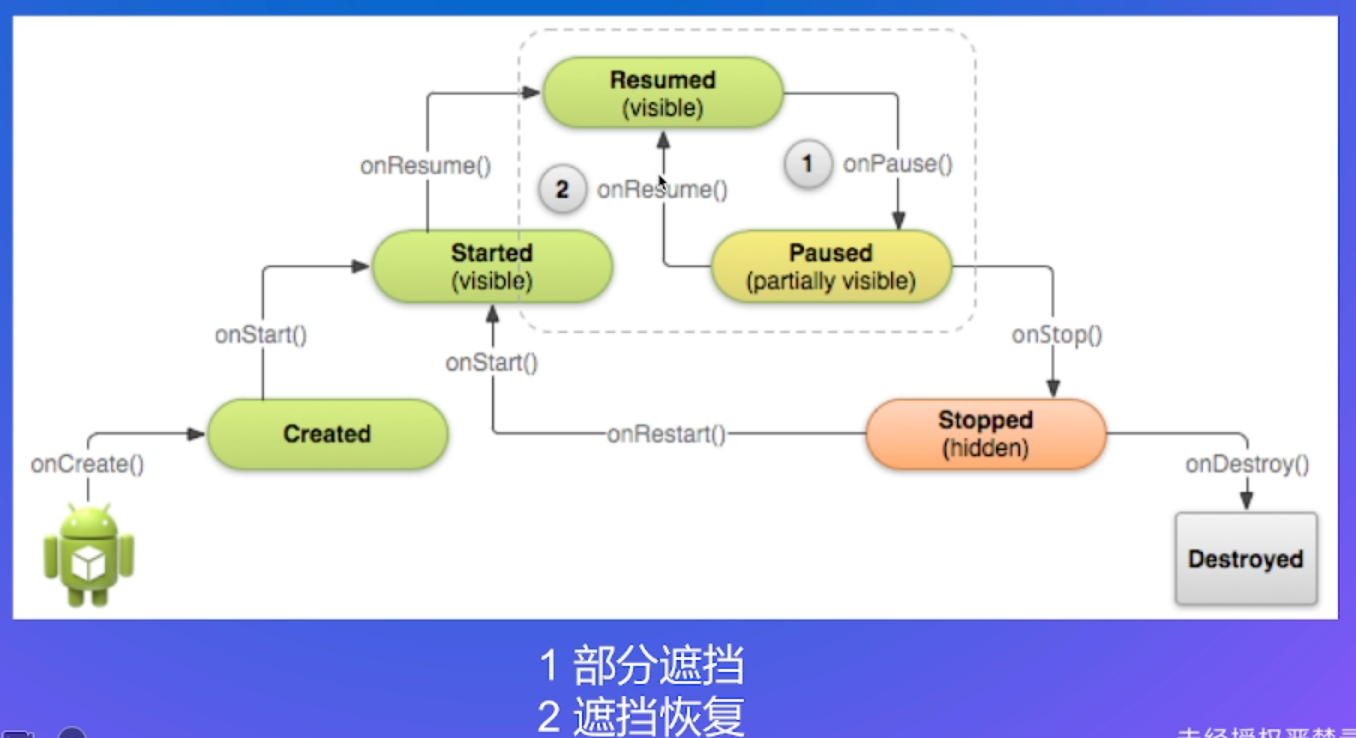 Resumed
(visible)
onResume()
1
onPause()
2
onResume()
Started
(visible)
Paused
(partially visible)
onStart()
onStart()
onStop()
Created
onRestart()
Stopped
(hidden)
onCreate()
onDestroy()
Destroyed
1 部分遮挡
2 遮挡恢复